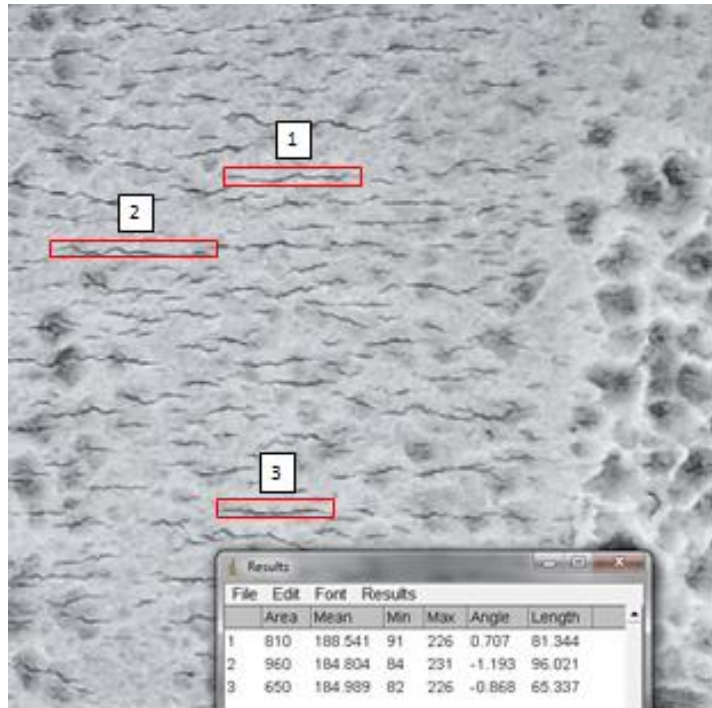 1
2
3
Results
File Edit Font Results
Area Mean Min Max Angle Length
1 810 188.541 91 226 0.707 81.344
2 960 184.804 84 231 -1.193 96.021
3 650 184.989 82 226 -0.868 65.337